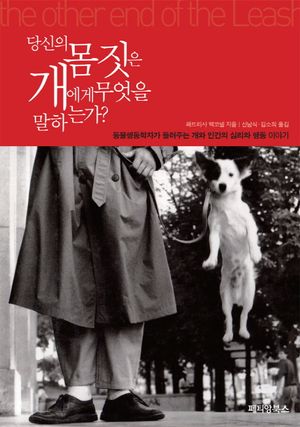 the other end of the Leash
당신의 몸짓은
개에게 무엇을
말하는가?
패트리샤 맥코넬 지음 | 신남식·김소희 옮김
동물행동학자가 들려주는 개와 인간의 심리와 행동 이야기
페티앙북스